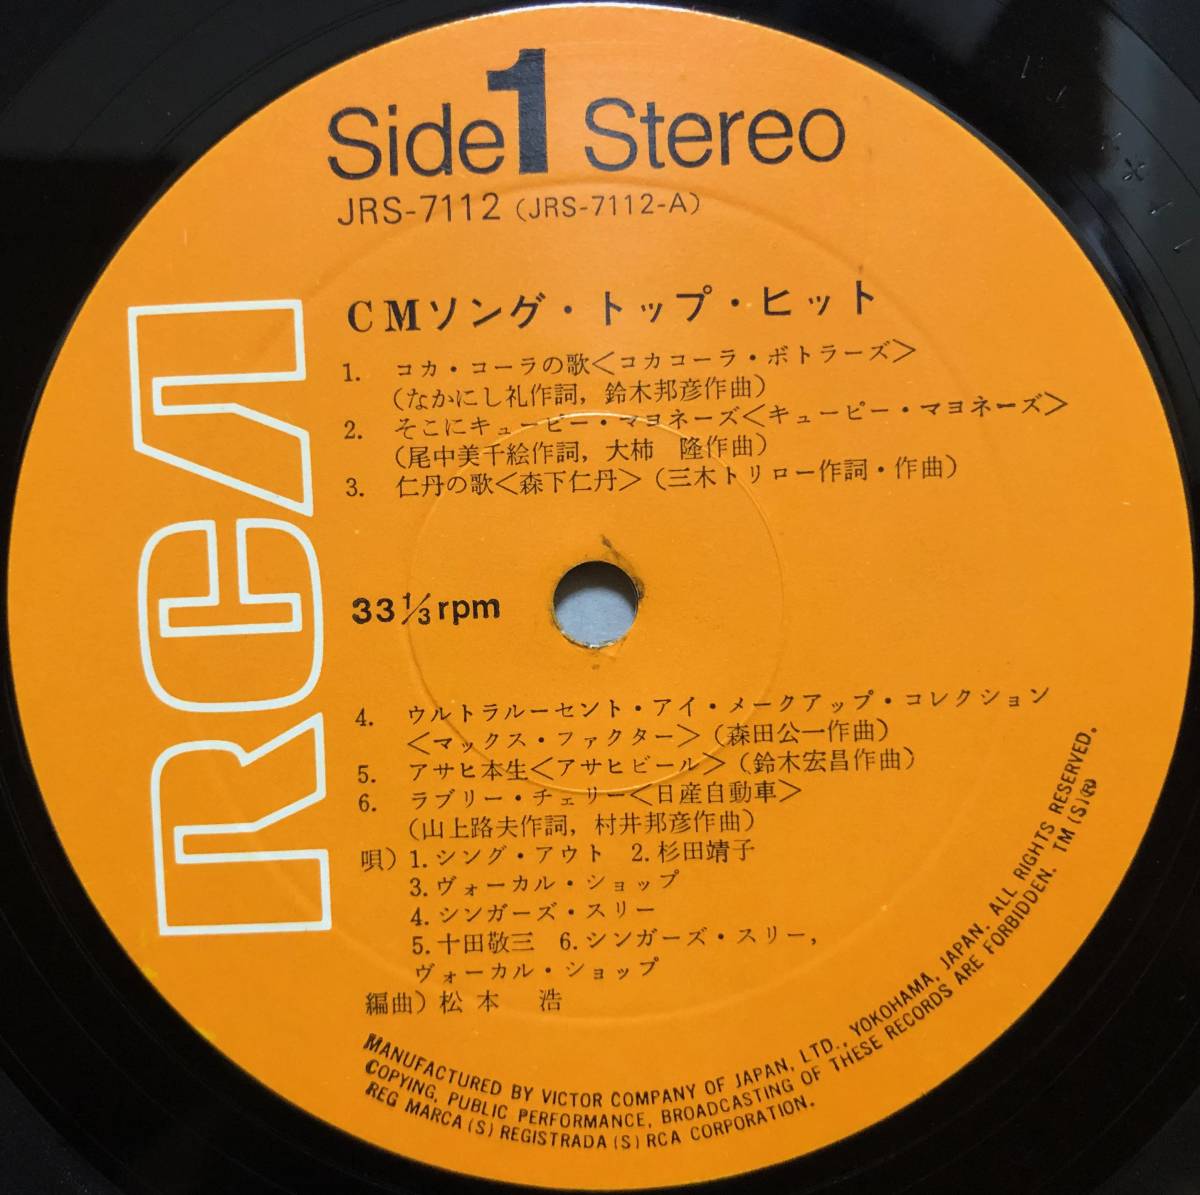 Side 1 Stereo
JRS-7112 (JRS-7112-A)
CMソング・トップ・ヒット
1. コカ・コーラの歌<コカコーラ・ボトラーズ>
(なかにし礼作詞, 鈴木邦彦作曲)
2. そこにキューピー・マヨネーズ<キューピー・マヨネーズ>
(尾中美千絵作詞, 大柿 隆作曲)
3. 仁丹の歌<森下仁丹>(三木トリロー作詞・作曲)
RCA
33 1/3 rpm
4. ウルトラルーセント・アイ・メークアップ・コレクション
<マックス・ファクター>(森田公一作曲)
5. アサヒ本生<アサヒビール>(鈴木宏昌作曲)
6. ラブリー・チェリー<日産自動車>
(山上路夫作詞, 村井邦彦作曲)
唄) 1. シング・アウト 2. 杉田靖子
3. ヴォーカル・ショップ
4. シンガーズ・スリー
5. 十田敬三 6. シンガーズ・スリー,
ヴォーカル・ショップ
編曲) 松本 浩
MANUFACTURED BY VICTOR COMPANY OF JAPAN, LTD., YOKOHAMA, JAPAN. ALL RIGHTS RESERVED.
COPYING, PUBLIC PERFORMANCE, BROADCASTING OF THESE RECORDS ARE FORBIDDEN. TM(S)®
REG MARCA(S) REGISTRADA(S) RCA CORPORATION.